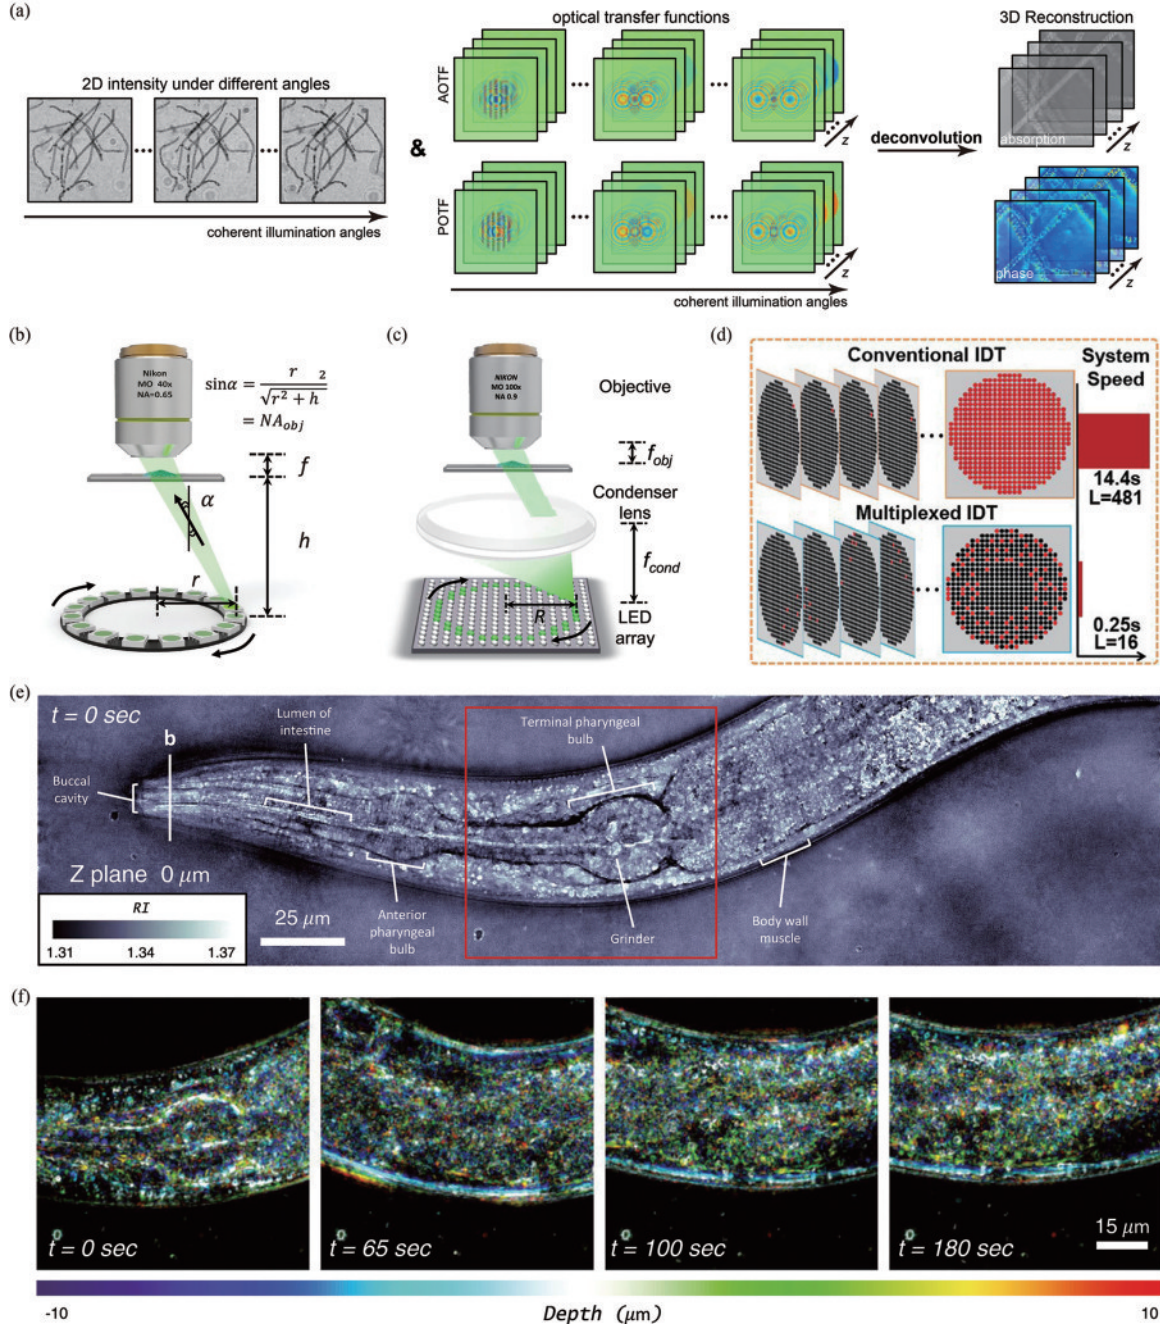 (a)
optical transfer functions
3D Reconstruction
2D intensity under different angles
AOTF
z
&
deconvolution
absorption
z
POTF
z
phase
z
coherent illumination angles
coherent illumination angles
(b)
Nikon
MO 40x
NA=0.65
sinα = r 2 / √r² + h
= NAobj
f
α
h
r
(c)
NIKON
MO 100x
NA 0.9
Objective
fobj
Condenser
lens
fcond
R
LED
array
(d)
Conventional IDT
System
Speed
14.4s
L=481
Multiplexed IDT
0.25s
L=16
(e)
t = 0 sec
b
Lumen of
intestine
Terminal pharyngeal
bulb
Buccal
cavity
Z plane 0 μm
RI
1.31 1.34 1.37
25 μm
Anterior
pharyngeal
bulb
Grinder
Body wall
muscle
(f)
t = 0 sec
t = 65 sec
t = 100 sec
t = 180 sec
15 μm
-10
Depth (μm)
10